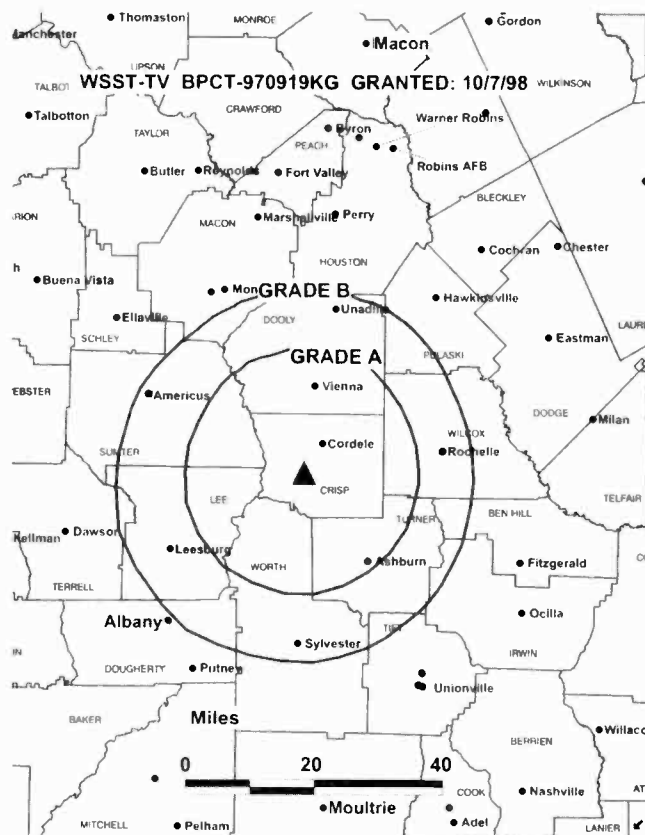 Thomaston
MONROE
Gordon
Manchester
Macon
UPSON
TALBOT
WSST-TV BPCT-970919KG GRANTED: 10/7/98
WILKINSON
CRAWFORD
Talbotton
Warner Robins
TAYLOR
Byron
PEACH
Butler
Reynolds
Fort Valley
Robins AFB
BLECKLEY
MACON
Marshallville
Perry
Cochran
Chester
HOUSTON
Buena Vista
GRADE B
Hawkinsville
Ellaville
DOOLY
Unadilla
SCHLEY
Eastman
GRADE A
PULASKI
Vienna
Americus
DODGE
Milan
Cordele
WILCOX
SUMTER
Rochelle
CRISP
LEE
TELFAIR
BEN HILL
TURNER
Dawson
Leesburg
WORTH
Ashburn
Fitzgerald
TERRELL
Albany
Ocilla
TIFT
Sylvester
IRWIN
DOUGHERTY
Putney
Unionville
BAKER
Miles
BERRIEN
0 20 40
COOK
Nashville
Moultrie
Adel
MITCHELL
Pelham
LANIER